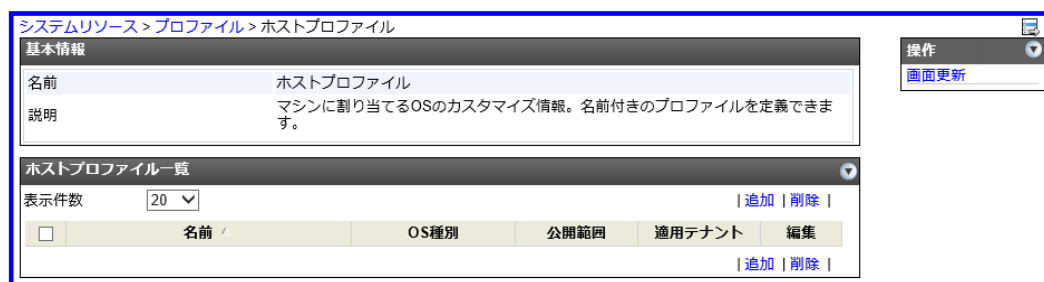 システムリソース > プロファイル > ホストプロファイル
基本情報
名前 ホストプロファイル
説明 マシンに割り当てるOSのカスタマイズ情報。名前付きのプロファイルを定義できま
す。
操作
画面更新
ホストプロファイル一覧
表示件数 20 | 追加 | 削除 |
名前 OS種別 公開範囲 適用テナント 編集
| 追加 | 削除 |